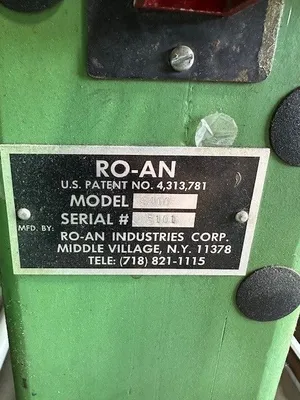 RO-AN
U.S. PATENT NO. 4,313,781
MODEL
SERIAL #
MFD. BY: RO-AN INDUSTRIES CORP.
MIDDLE VILLAGE, N.Y. 11378
TELE: (718) 821-1115